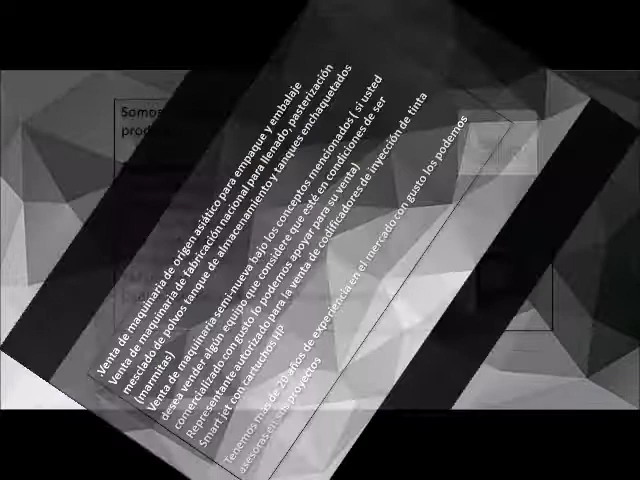 Somos
.Venta de maquinaria de origen asiático para empaque y embalaje
Venta de maquinaria de fabricación nacional para llenado, pasterización
mesclado de polvos tanque de almacenamiento y tanques enchaquetados
(marmitas)
Venta de maquinaria semi-nueva bajo los conceptos mencionados ( si usted
desea vender algún equipo que considere que esté en condiciones de ser
comercializado con gusto lo podemos apoyar para su venta)
Representante autorizado para la venta de codificadores de inyección de tinta
Smart jet con cartuchos HP
Tenemos mas de 20 años de experiencia en el mercado con gusto los podemos
asesorar en sus proyectos